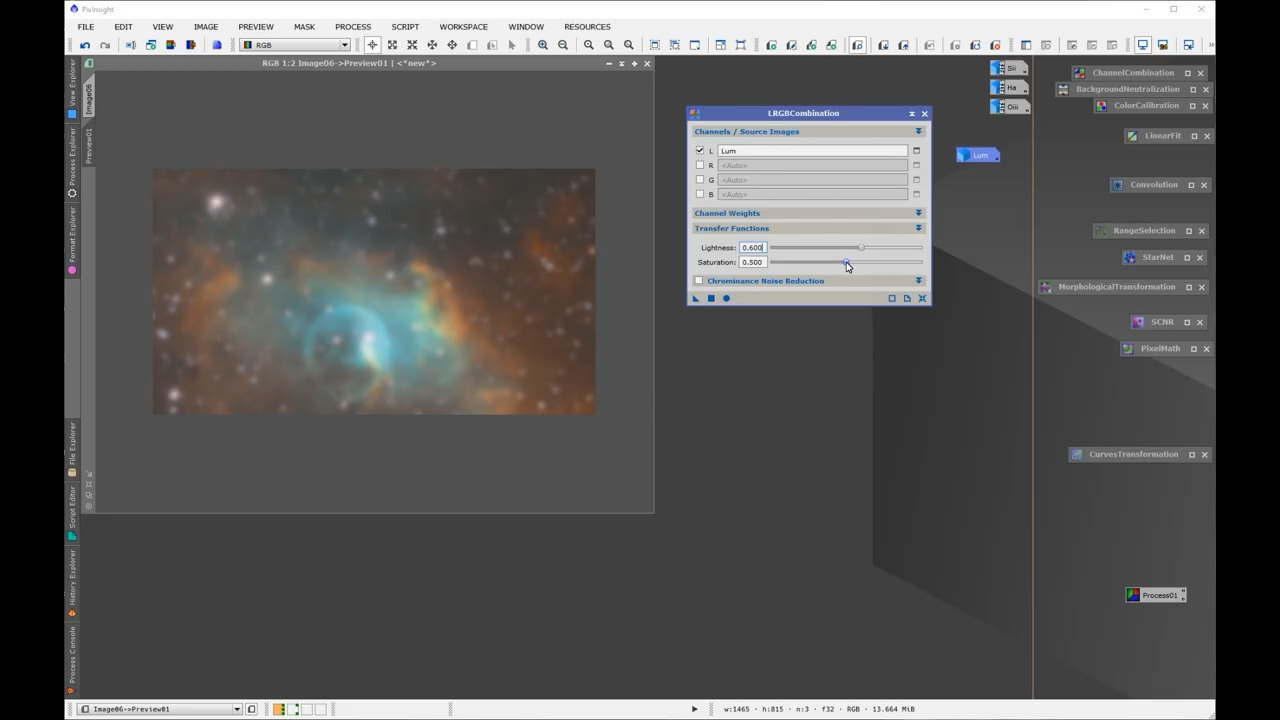 PixInsight
FILE EDIT VIEW IMAGE PREVIEW MASK PROCESS SCRIPT WORKSPACE WINDOW RESOURCES
RGB
RGB 1:2 Image06->Preview01 | <*new*>
Image06
Preview01
View Explorer
Process Explorer
Format Explorer
File Explorer
Script Editor
History Explorer
Process Console
LRGBCombination
Channels / Source Images
L Lum
R <Auto>
G <Auto>
B <Auto>
Channel Weights
Transfer Functions
Lightness: 0.600
Saturation: 0.500
Chrominance Noise Reduction
Sii
Ha
Oiii
Lum
ChannelCombination
BackgroundNeutralization
ColorCalibration
LinearFit
Convolution
RangeSelection
StarNet
MorphologicalTransformation
SCNR
PixelMath
CurvesTransformation
Process01
Image06->Preview01
w:1465 · h:815 · n:3 · f32 · RGB · 13.664 MiB